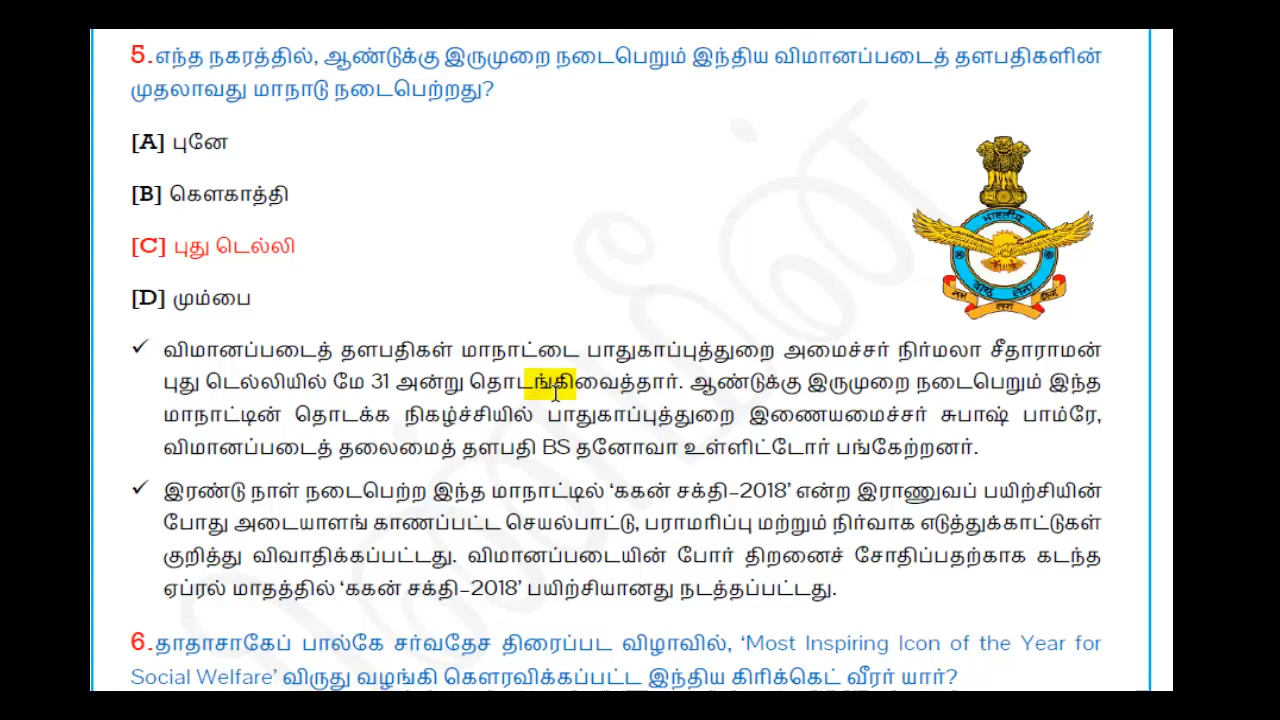 5.எந்த நகரத்தில், ஆண்டுக்கு இருமுறை நடைபெறும் இந்திய விமானப்படைத் தளபதிகளின்
முதலாவது மாநாடு நடைபெற்றது?
[A] புனே
[B] கௌகாத்தி
[C] புது டெல்லி
[D] மும்பை
✓ விமானப்படைத் தளபதிகள் மாநாட்டை பாதுகாப்புத்துறை அமைச்சர் நிர்மலா சீதாராமன்
புது டெல்லியில் மே 31 அன்று தொடங்கிவைத்தார். ஆண்டுக்கு இருமுறை நடைபெறும் இந்த
மாநாட்டின் தொடக்க நிகழ்ச்சியில் பாதுகாப்புத்துறை இணையமைச்சர் சுபாஷ் பாம்ரே,
விமானப்படைத் தலைமைத் தளபதி BS தனோவா உள்ளிட்டோர் பங்கேற்றனர்.
✓ இரண்டு நாள் நடைபெற்ற இந்த மாநாட்டில் ‘ககன் சக்தி-2018’ என்ற இராணுவப் பயிற்சியின்
போது அடையாளங் காணப்பட்ட செயல்பாட்டு, பராமரிப்பு மற்றும் நிர்வாக எடுத்துக்காட்டுகள்
குறித்து விவாதிக்கப்பட்டது. விமானப்படையின் போர் திறனைச் சோதிப்பதற்காக கடந்த
ஏப்ரல் மாதத்தில் ‘ககன் சக்தி-2018’ பயிற்சியானது நடத்தப்பட்டது.
6.தாதாசாகேப் பால்கே சர்வதேச திரைப்பட விழாவில், ‘Most Inspiring Icon of the Year for
Social Welfare’ விருது வழங்கி கௌரவிக்கப்பட்ட இந்திய கிரிக்கெட் வீரர் யார்?